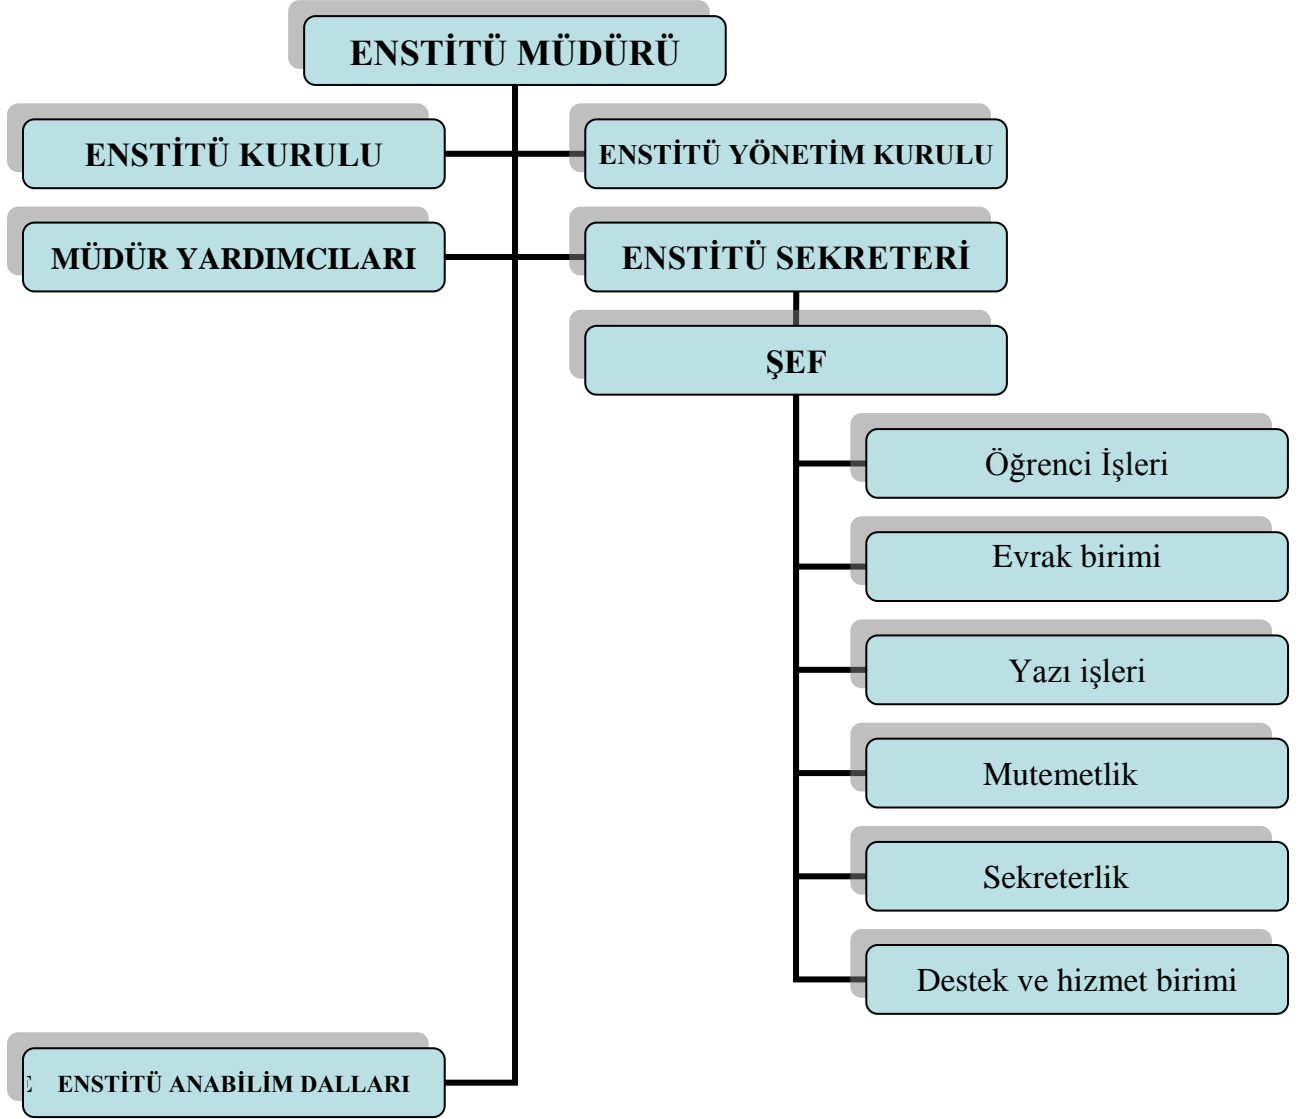 ENSTİTÜ MÜDÜRÜ
ENSTİTÜ KURULU
ENSTİTÜ YÖNETİM KURULU
MÜDÜR YARDIMCILARI
ENSTİTÜ SEKRETERİ
ŞEF
Öğrenci İşleri
Evrak birimi
Yazı işleri
Mutemetlik
Sekreterlik
Destek ve hizmet birimi
ENSTİTÜ ANABİLİM DALLARI